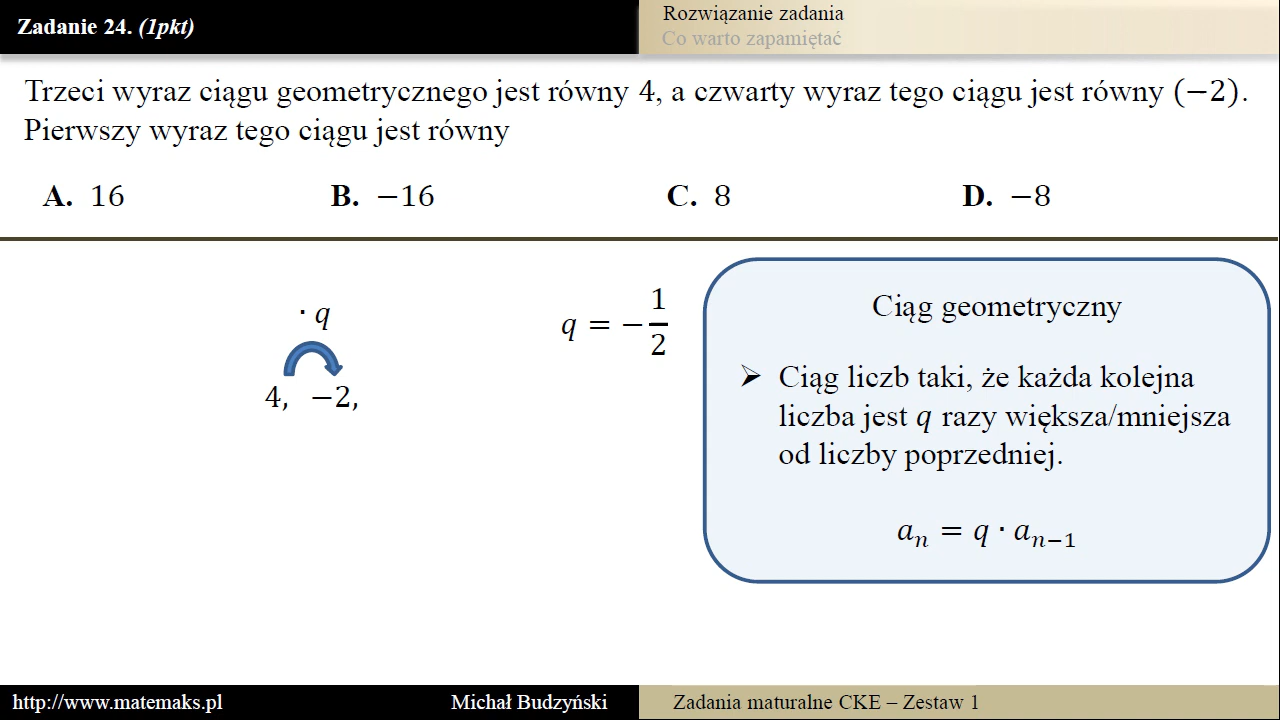 Zadanie 24. (1pkt)
Rozwiązanie zadania
Co warto zapamiętać
Trzeci wyraz ciągu geometrycznego jest równy 4, a czwarty wyraz tego ciągu jest równy (−2).
Pierwszy wyraz tego ciągu jest równy
A. 16 B. −16 C. 8 D. −8
· q
4, −2,
q = −1/2
Ciąg geometryczny
➢ Ciąg liczb taki, że każda kolejna
liczba jest q razy większa/mniejsza
od liczby poprzedniej.
aₙ = q · aₙ₋₁
http://www.matemaks.pl Michał Budzyński Zadania maturalne CKE – Zestaw 1